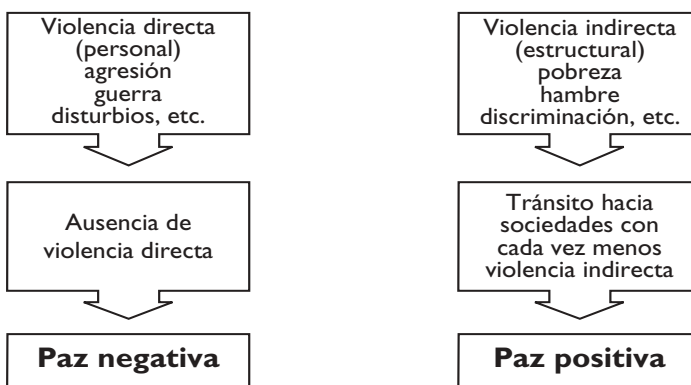 Violencia directa
(personal)
agresión
guerra
disturbios, etc.
Ausencia de
violencia directa
Paz negativa
Violencia indirecta
(estructural)
pobreza
hambre
discriminación, etc.
Tránsito hacia
sociedades con
cada vez menos
violencia indirecta
Paz positiva